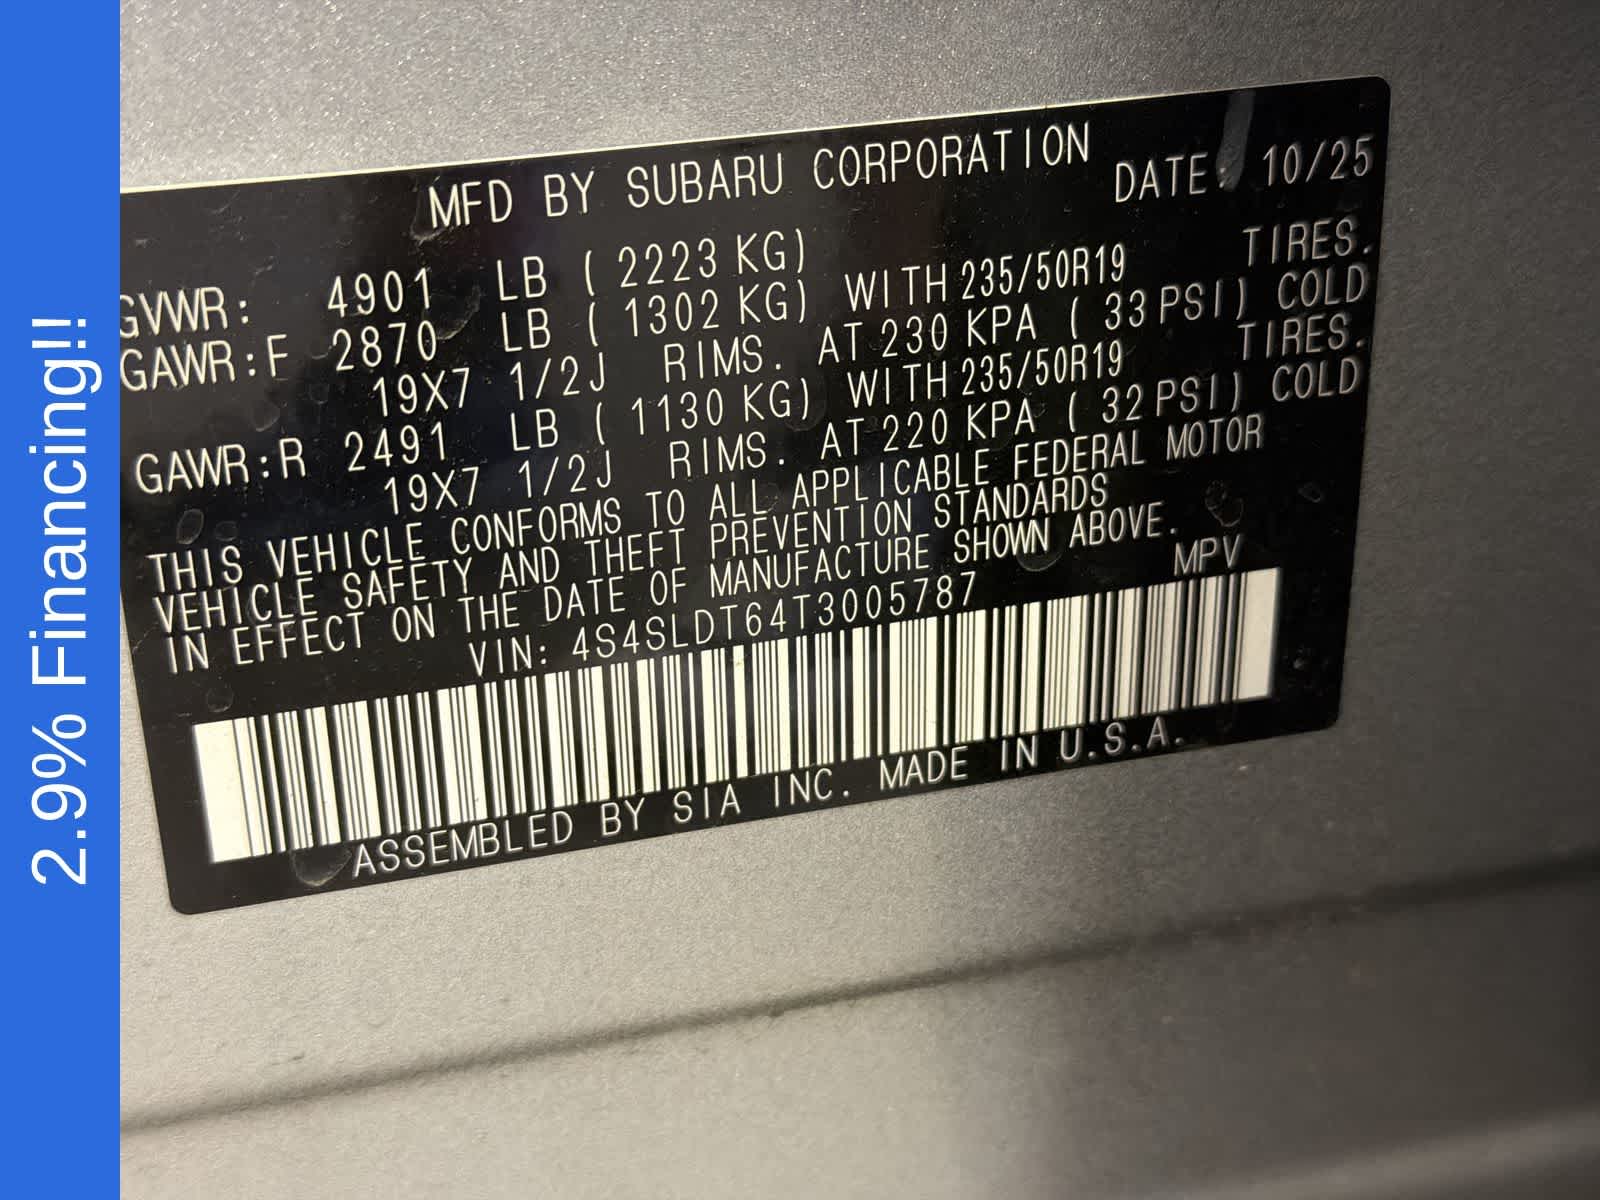 2.9% Financing!!
MFD BY SUBARU CORPORATION DATE: 10/25
GVWR: 4901 LB ( 2223 KG)
GAWR:F 2870 LB ( 1302 KG) WITH 235/50R19 TIRES.
19X7 1/2J RIMS. AT 230 KPA ( 33 PSI) COLD
GAWR:R 2491 LB ( 1130 KG) WITH 235/50R19 TIRES.
19X7 1/2J RIMS. AT 220 KPA ( 32 PSI) COLD
THIS VEHICLE CONFORMS TO ALL APPLICABLE FEDERAL MOTOR
VEHICLE SAFETY AND THEFT PREVENTION STANDARDS
IN EFFECT ON THE DATE OF MANUFACTURE SHOWN ABOVE.
VIN: 4S4SLDT64T3005787 MPV
ASSEMBLED BY SIA INC. MADE IN U.S.A.